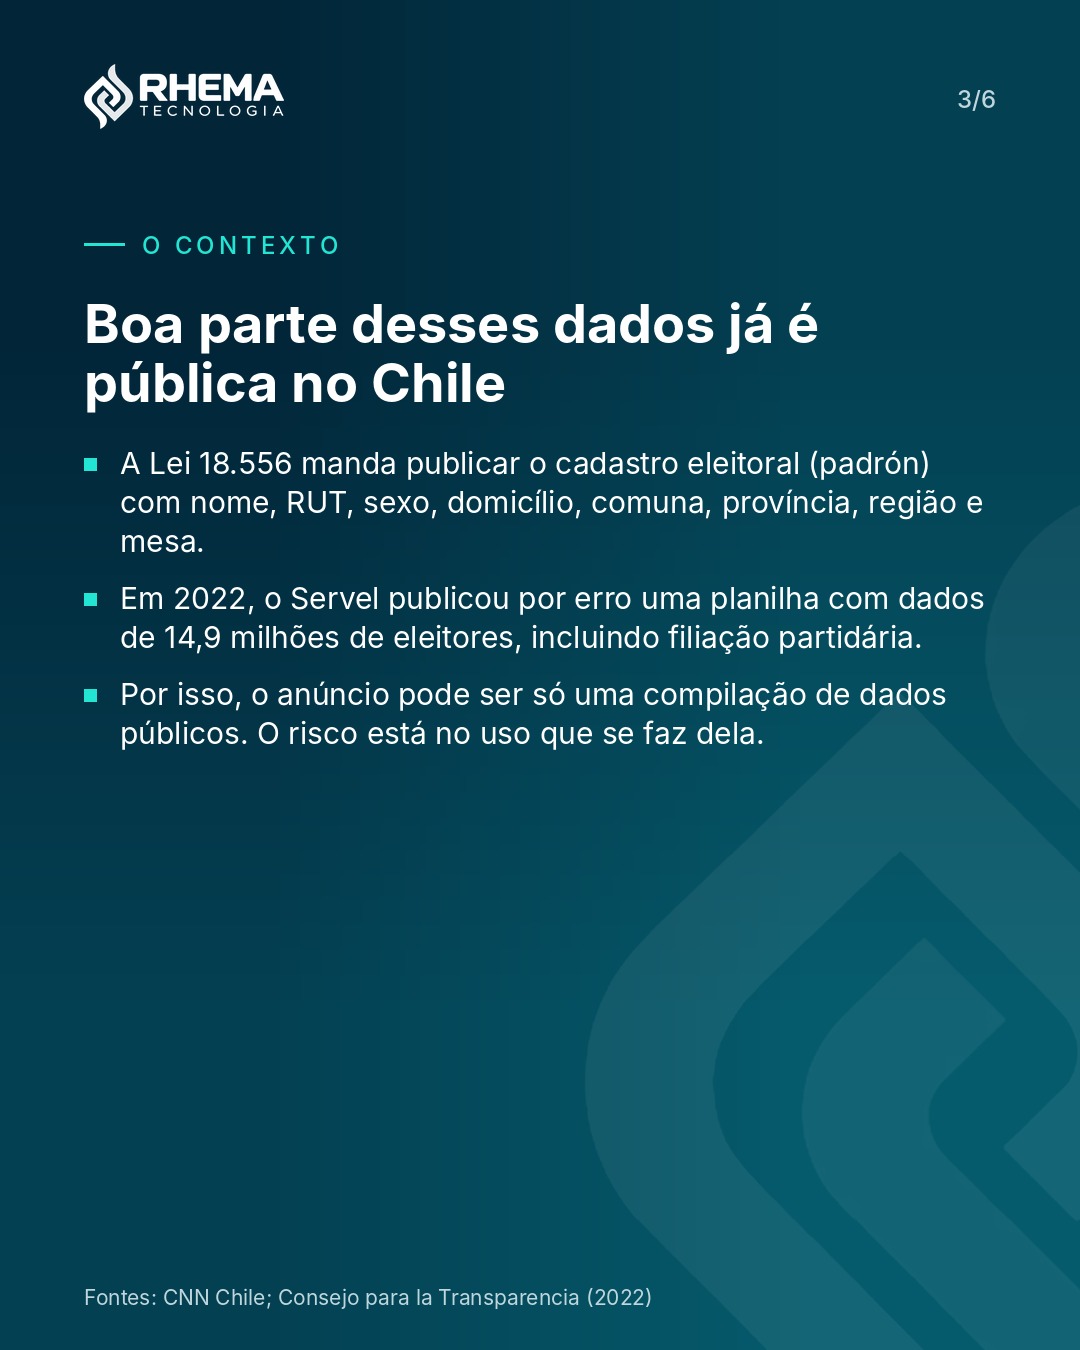 RHEMA
TECNOLOGIA
3/6
O CONTEXTO
Boa parte desses dados já é
pública no Chile
A Lei 18.556 manda publicar o cadastro eleitoral (padrón)
com nome, RUT, sexo, domicílio, comuna, província, região e
mesa.
Em 2022, o Servel publicou por erro uma planilha com dados
de 14,9 milhões de eleitores, incluindo filiação partidária.
Por isso, o anúncio pode ser só uma compilação de dados
públicos. O risco está no uso que se faz dela.
Fontes: CNN Chile; Consejo para la Transparencia (2022)